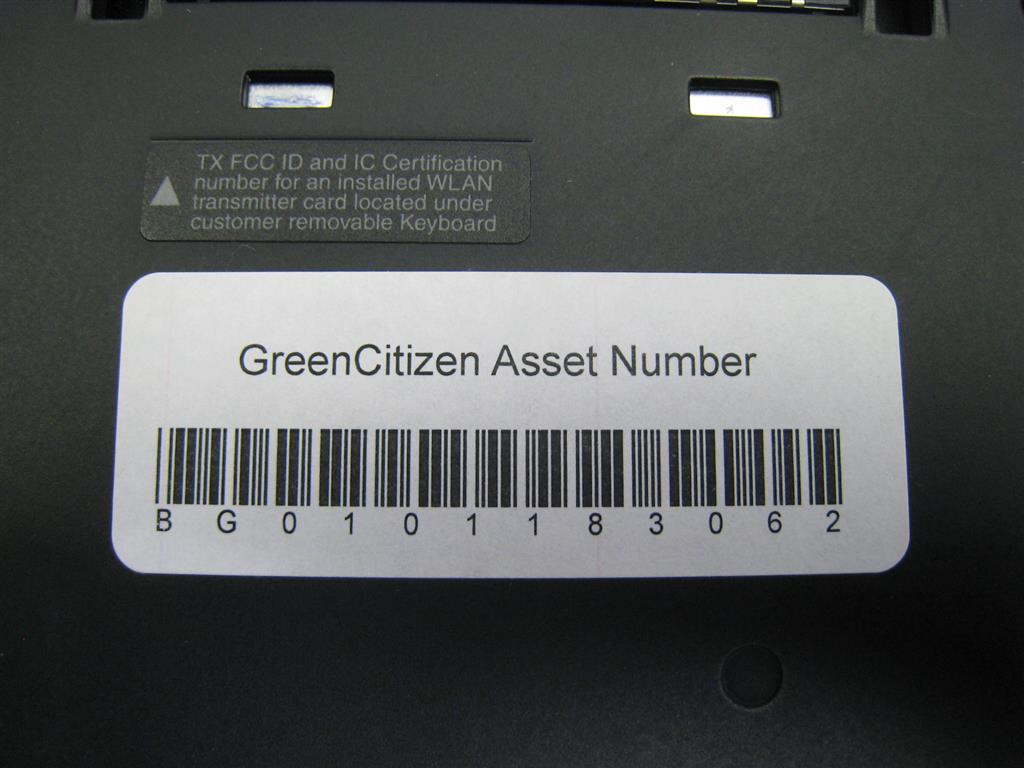 TX FCC ID and IC Certification
number for an installed WLAN
transmitter card located under
customer removable Keyboard
GreenCitizen Asset Number
B G 0 1 0 1 1 8 3 0 6 2